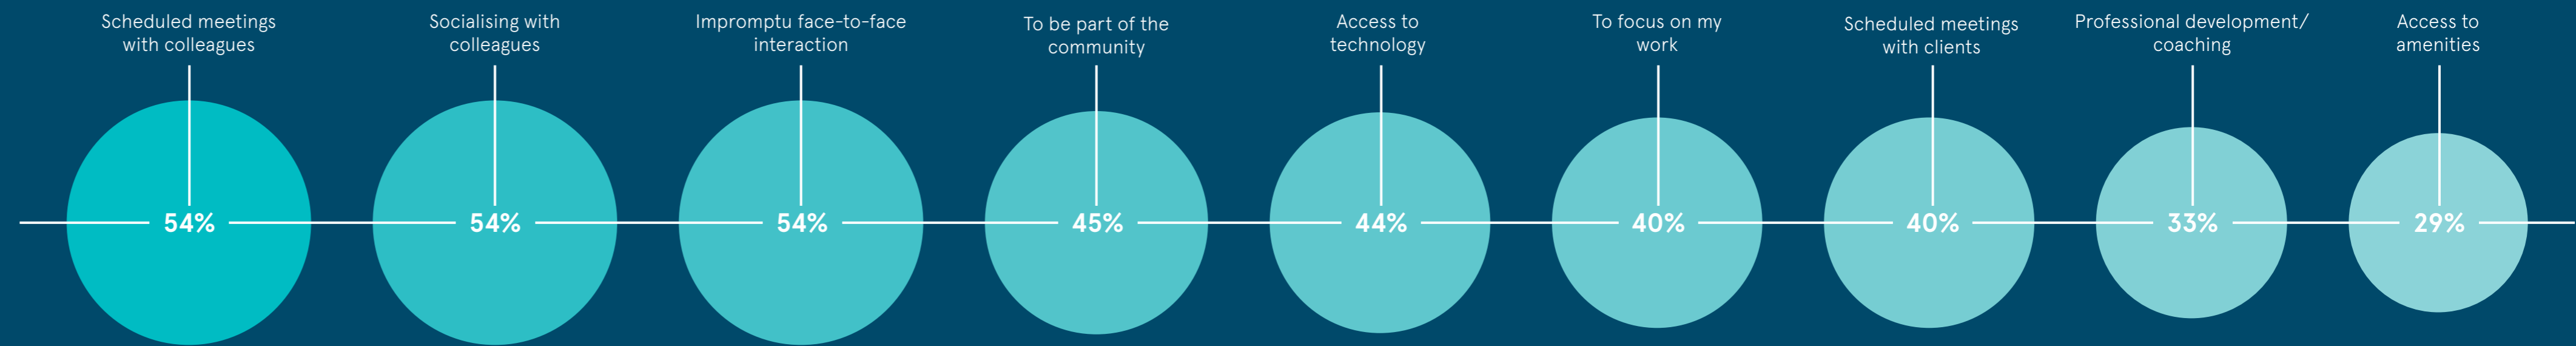 Scheduled meetings
with colleagues
54%
Socialising with
colleagues
54%
Impromptu face-to-face
interaction
54%
To be part of the
community
45%
Access to
technology
44%
To focus on my
work
40%
Scheduled meetings
with clients
40%
Professional development/
coaching
33%
Access to
amenities
29%